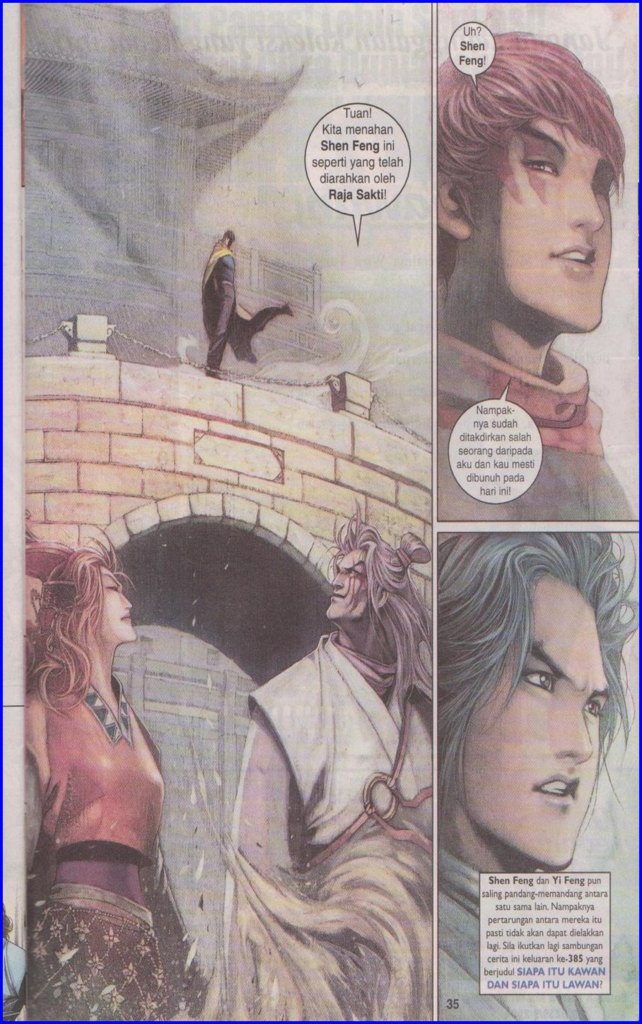 Tuan!
Kita menahan
Shen Feng ini
seperti yang telah
diarahkan oleh
Raja Sakti!
Uh?
Shen
Feng!
Nampak-
nya sudah
ditakdirkan salah
seorang daripada
aku dan kau mesti
dibunuh pada
hari ini!
Shen Feng dan Yi Feng pun
saling pandang-memandang antara
satu sama lain. Nampaknya
pertarungan antara mereka itu
pasti tidak akan dapat dielakkan
lagi. Sila ikutkan lagi sambungan
cerita ini keluaran ke-385 yang
berjudul SIAPA ITU KAWAN
DAN SIAPA ITU LAWAN?
35